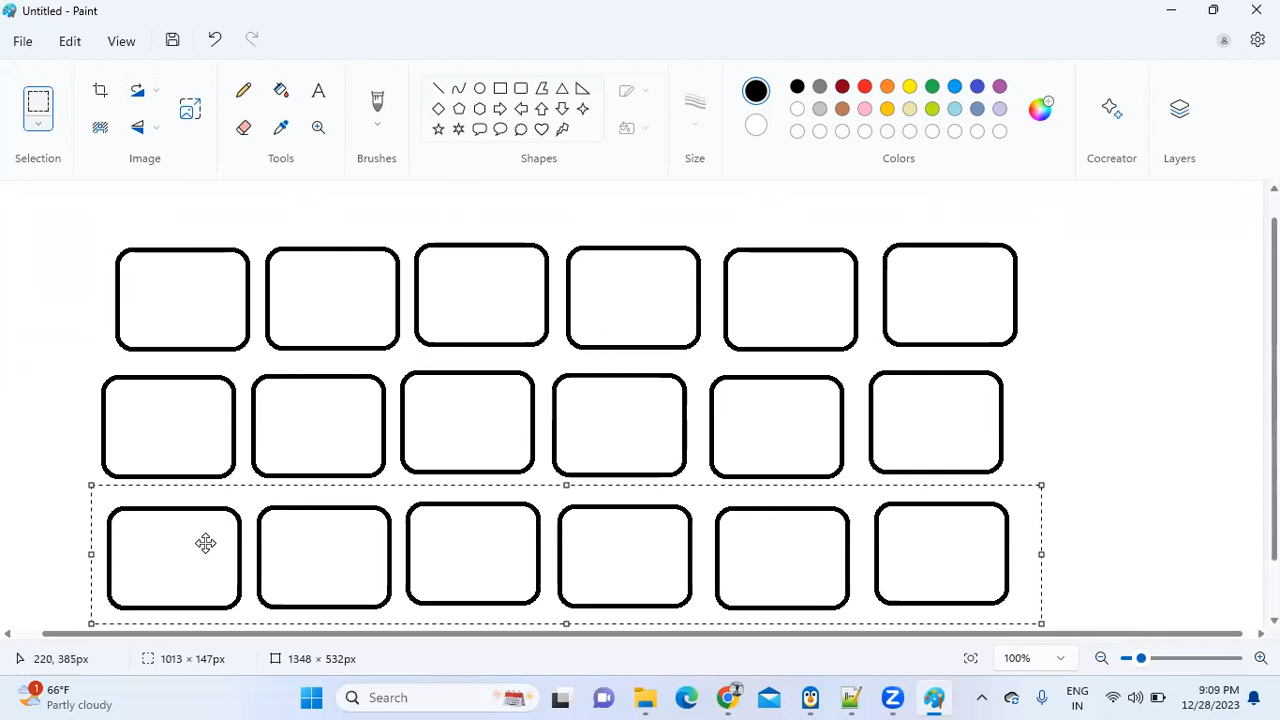 Untitled - Paint
File Edit View
Selection Image Tools Brushes Shapes Size Colors Cocreator Layers
220, 385px 1013 × 147px 1348 × 532px 100%
1 66°F Search ENG 9:09 PM
Partly cloudy IN 12/28/2023